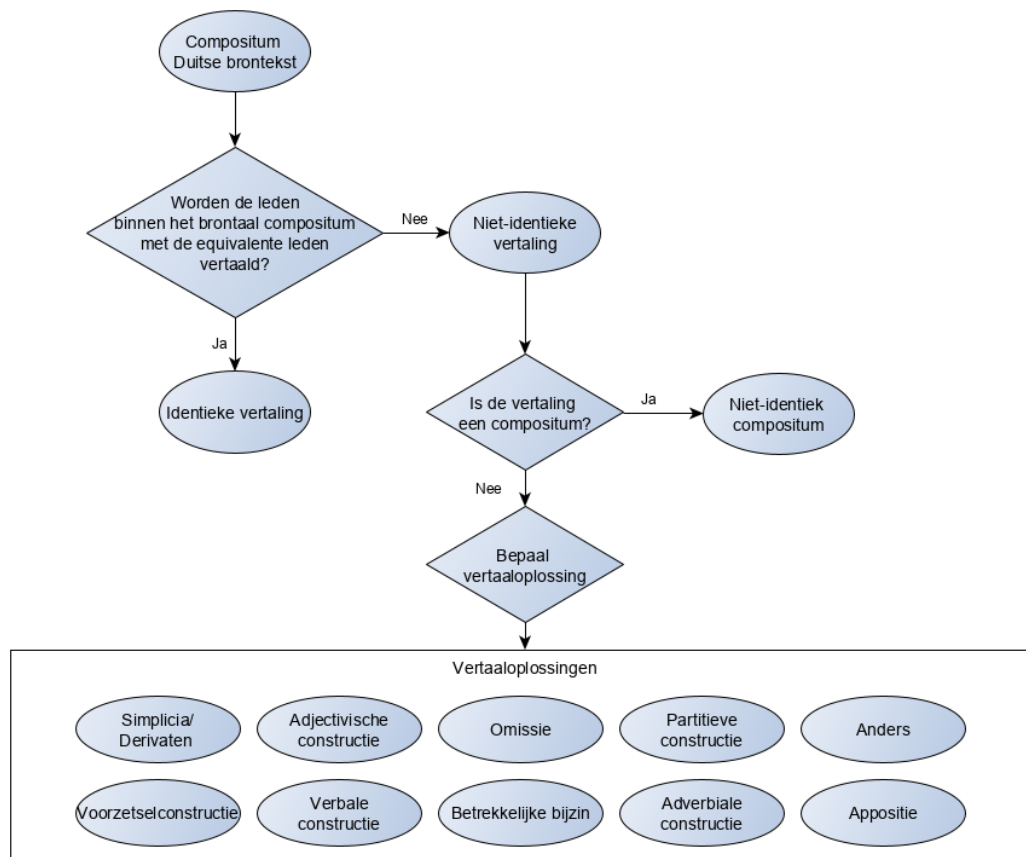 Compositum
Duitse brontekst
Worden de leden
binnen het brontaal compositum
met de equivalente leden
vertaald?
Nee
Niet-identieke
vertaling
Ja
Identieke vertaling
Is de vertaling
een compositum?
Ja
Niet-identiek
compositum
Nee
Bepaal
vertaaloplossing
Vertaaloplossingen
Simplicia/
Derivaten
Adjectivische
constructie
Omissie
Partitieve
constructie
Anders
Voorzetselconstructie
Verbale
constructie
Betrekkelijke bijzin
Adverbiale
constructie
Appositie